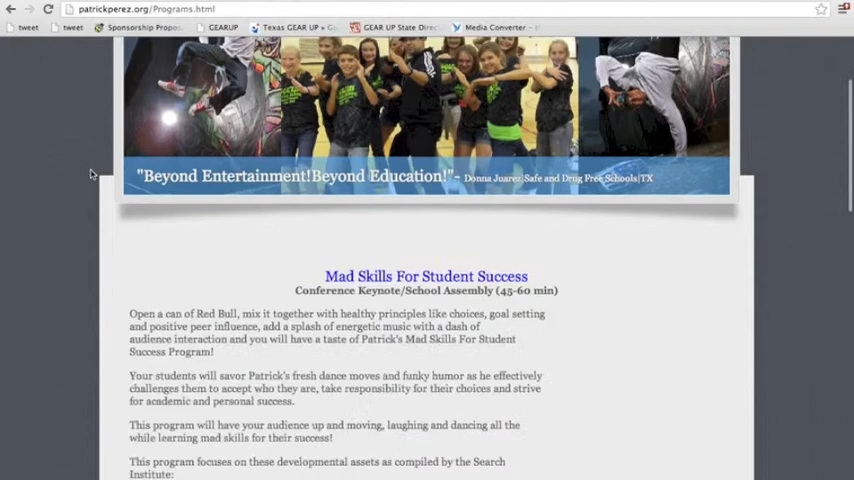 patrickperez.org/Programs.html
tweet tweet Sponsorship Propos GEARUP Texas GEAR UP « G GEAR UP State Direc Media Converter –
"Beyond Entertainment!Beyond Education!"- Donna Juarez|Safe and Drug Free Schools|TX
Mad Skills For Student Success
Conference Keynote/School Assembly (45-60 min)
Open a can of Red Bull, mix it together with healthy principles like choices, goal setting
and positive peer influence, add a splash of energetic music with a dash of
audience interaction and you will have a taste of Patrick's Mad Skills For Student
Success Program!
Your students will savor Patrick's fresh dance moves and funky humor as he effectively
challenges them to accept who they are, take responsibility for their choices and strive
for academic and personal success.
This program will have your audience up and moving, laughing and dancing all the
while learning mad skills for their success!
This program focuses on these developmental assets as compiled by the Search
Institute: